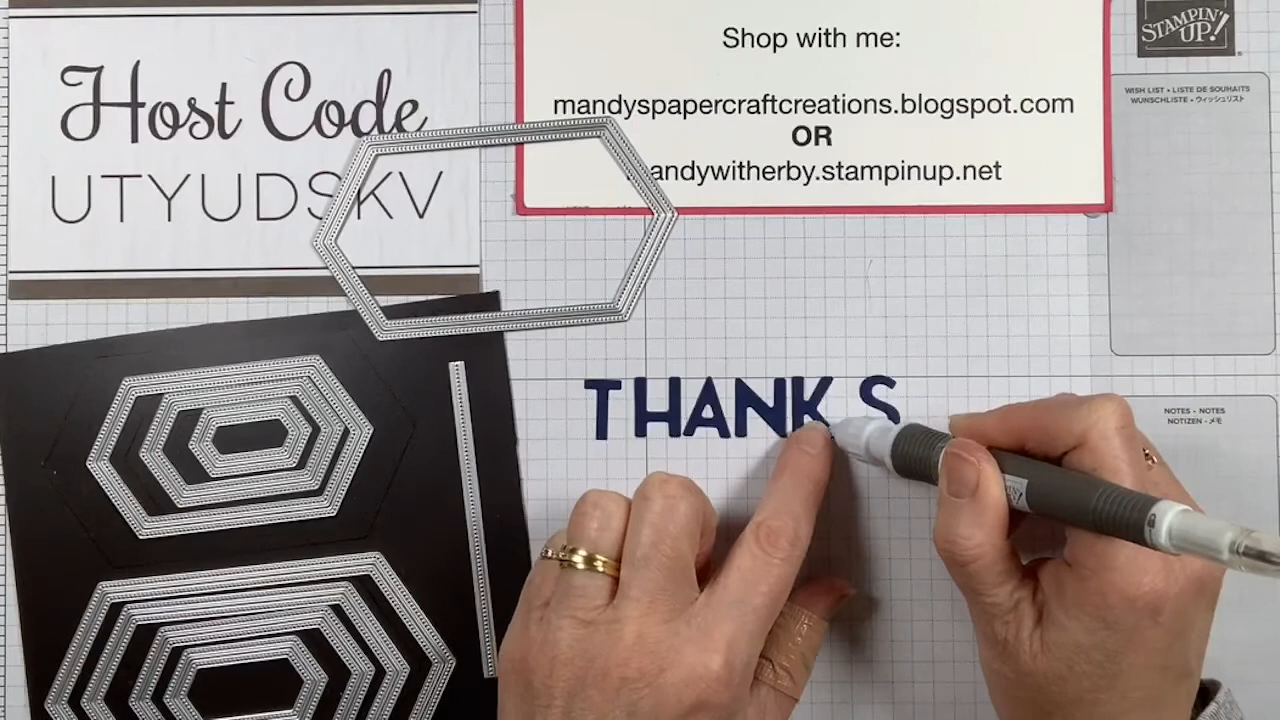 Host Code
UTYUDSKV
Shop with me:
mandyspapercraftcreations.blogspot.com
OR
andywitherby.stampinup.net
STAMPIN' UP!
WISH LIST • LISTE DE SOUHAITS
WUNSCHLISTE • ウィッシュリスト
THANKS
NOTES • NOTES
NOTIZEN • メモ